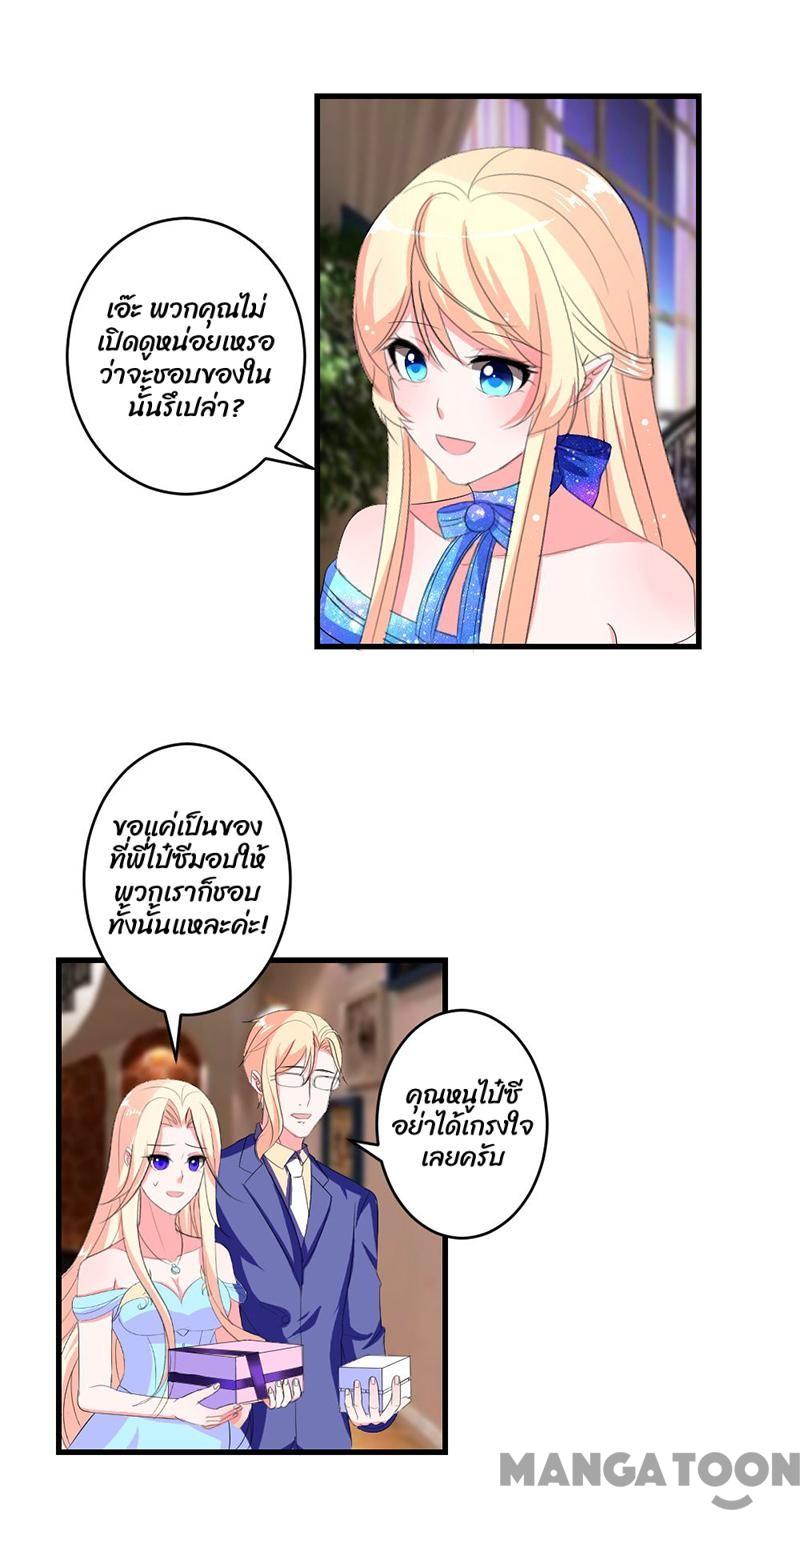 เอ๊ะ พวกคุณไม่
เปิดดูหน่อยเหรอ
ว่าจะชอบของใน
นั้นรึเปล่า?
ขอแค่เป็นของ
ที่พี่ไป๋ซีมอบให้
พวกเราก็ชอบ
ทั้งนั้นแหละค่ะ!
คุณหนูไป๋ซี
อย่าได้เกรงใจ
เลยครับ
MANGATOON